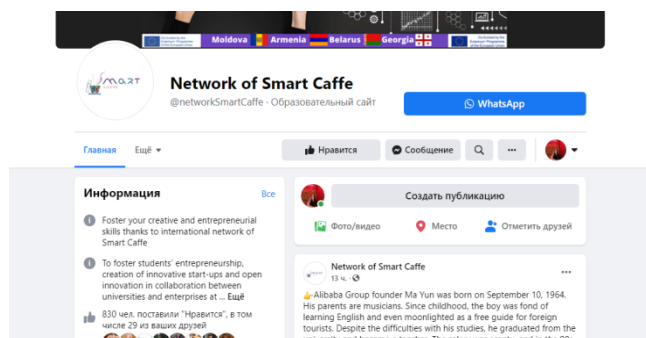 Moldova Armenia Belarus Georgia
SMART
Network of Smart Caffe
@networkSmartCaffe · Образовательный сайт
WhatsApp
Главная Ещё
Нравится Сообщение
Информация Все
Foster your creative and entrepreneurial
skills thanks to international network of
Smart Caffe
To foster students' entrepreneurship,
creation of innovative start-ups and open
innovation in collaboration between
universities and enterprises at ... Ещё
830 чел. поставили "Нравится", в том
числе 29 из ваших друзей
Создать публикацию
Фото/видео Место Отметить друзей
Network of Smart Caffe
13 ч. ·
Alibaba Group founder Ma Yun was born on September 10, 1964.
His parents are musicians. Since childhood, the boy was fond of
learning English and even moonlighted as a free guide for foreign
tourists. Despite the difficulties with his studies, he graduated from the